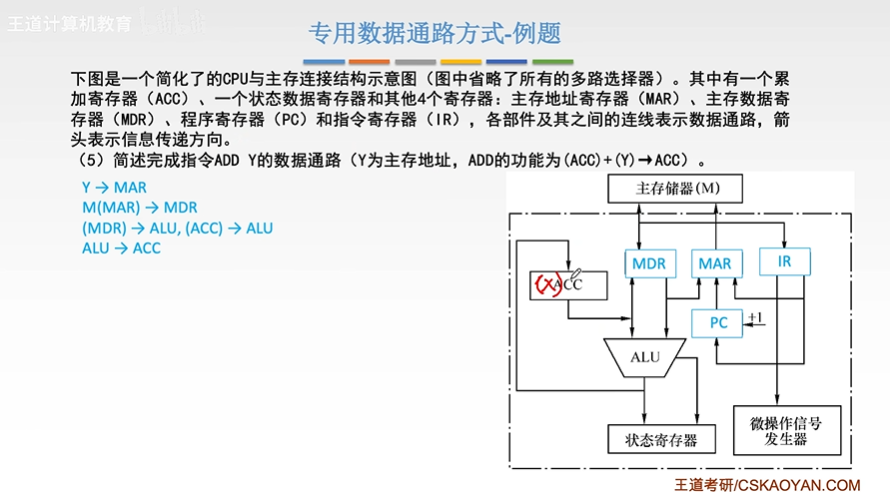 王道计算机教育
专用数据通路方式-例题
下图是一个简化了的CPU与主存连接结构示意图（图中省略了所有的多路选择器）。其中有一个累
加寄存器（ACC）、一个状态数据寄存器和其他4个寄存器：主存地址寄存器（MAR）、主存数据寄
存器（MDR）、程序寄存器（PC）和指令寄存器（IR），各部件及其之间的连线表示数据通路，箭
头表示信息传递方向。
（5）简述完成指令ADD Y的数据通路（Y为主存地址，ADD的功能为(ACC)+(Y)→ACC）。
Y → MAR
M(MAR) → MDR
(MDR) → ALU, (ACC) → ALU
ALU → ACC
主存储器(M)
MDR
MAR
IR
(X)ACC
PC
+1
ALU
状态寄存器
微操作信号
发生器
王道考研/CSKAOYAN.COM